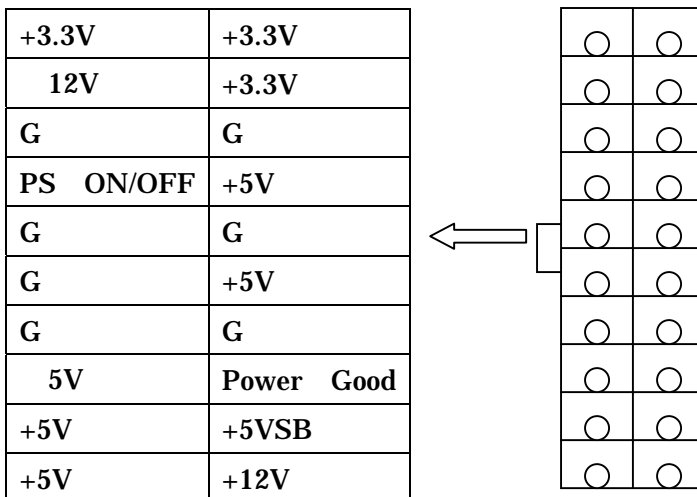 +3.3V +3.3V
12V +3.3V
G G
PS ON/OFF +5V
G G
G +5V
G G
5V Power Good
+5V +5VSB
+5V +12V